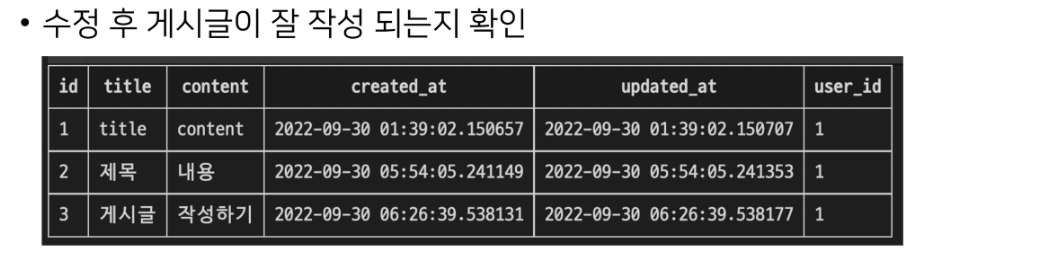 • 수정 후 게시글이 잘 작성 되는지 확인
id title content created_at updated_at user_id
1 title content 2022-09-30 01:39:02.150657 2022-09-30 01:39:02.150707 1
2 제목 내용 2022-09-30 05:54:05.241149 2022-09-30 05:54:05.241353 1
3 게시글 작성하기 2022-09-30 06:26:39.538131 2022-09-30 06:26:39.538177 1